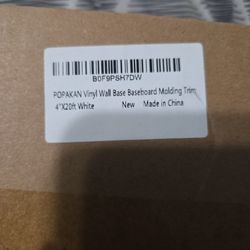 B0F9PSH7DW
POPAKAN Vinyl Wall Base Baseboard Molding Trim,
4"X20ft White New Made in China